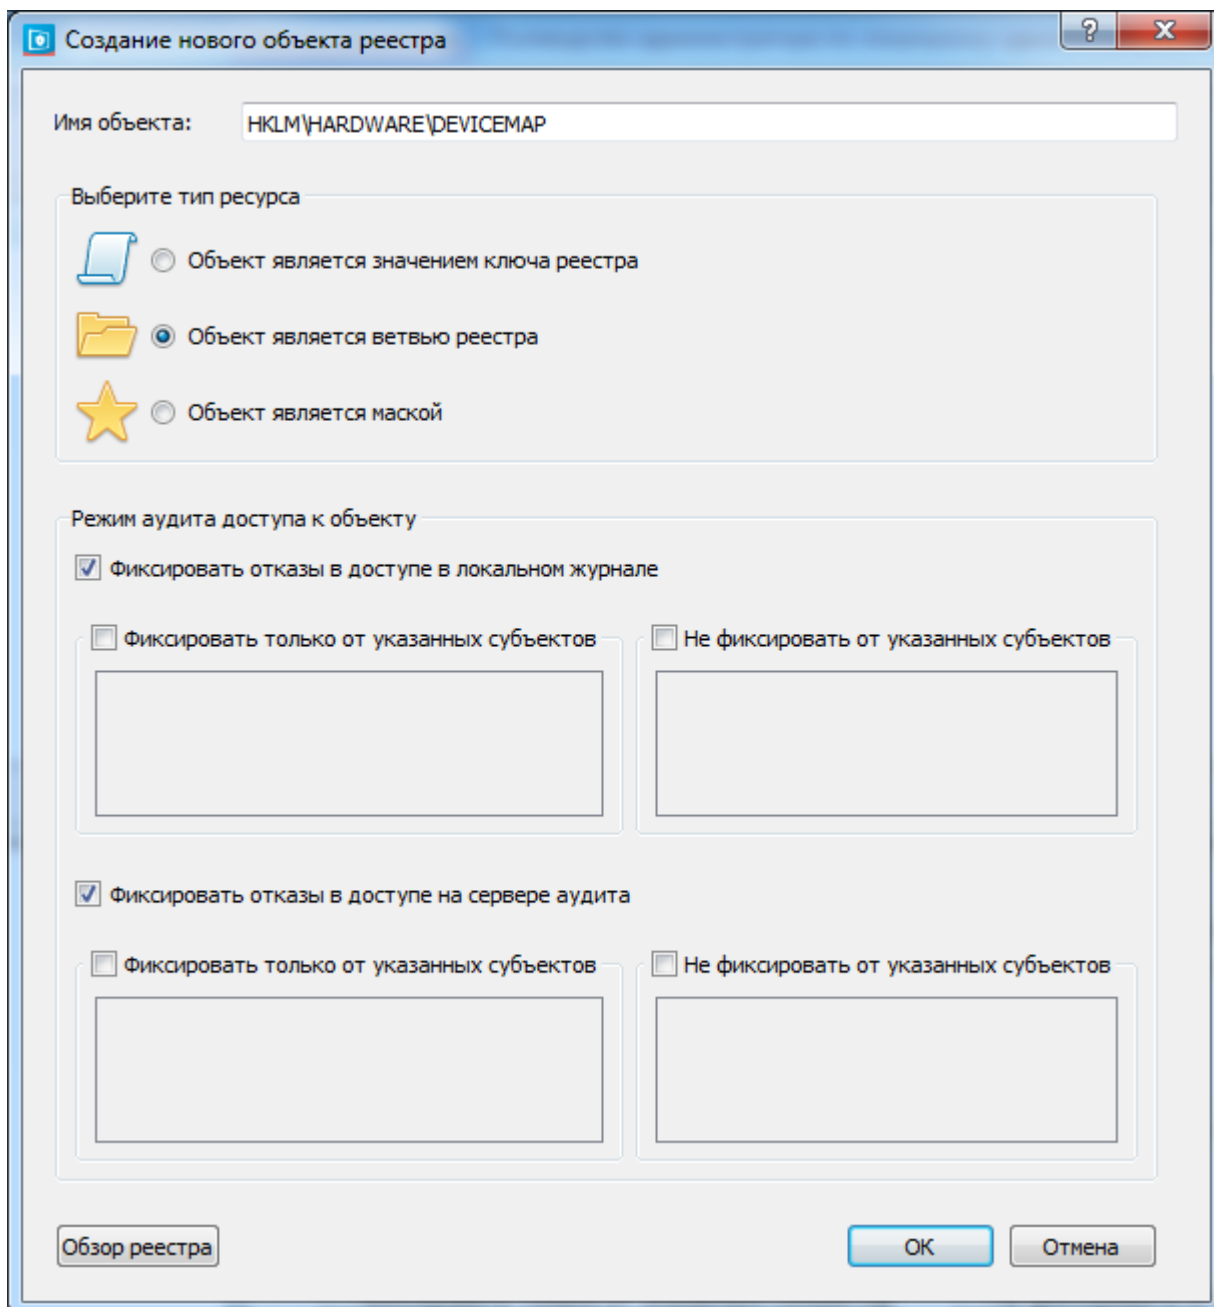 Создание нового объекта реестра
Имя объекта: HKLM\HARDWARE\DEVICEMAP
Выберите тип ресурса
Объект является значением ключа реестра
Объект является ветвью реестра
Объект является маской
Режим аудита доступа к объекту
Фиксировать отказы в доступе в локальном журнале
Фиксировать только от указанных субъектов Не фиксировать от указанных субъектов
Фиксировать отказы в доступе на сервере аудита
Фиксировать только от указанных субъектов Не фиксировать от указанных субъектов
Обзор реестра ОК Отмена